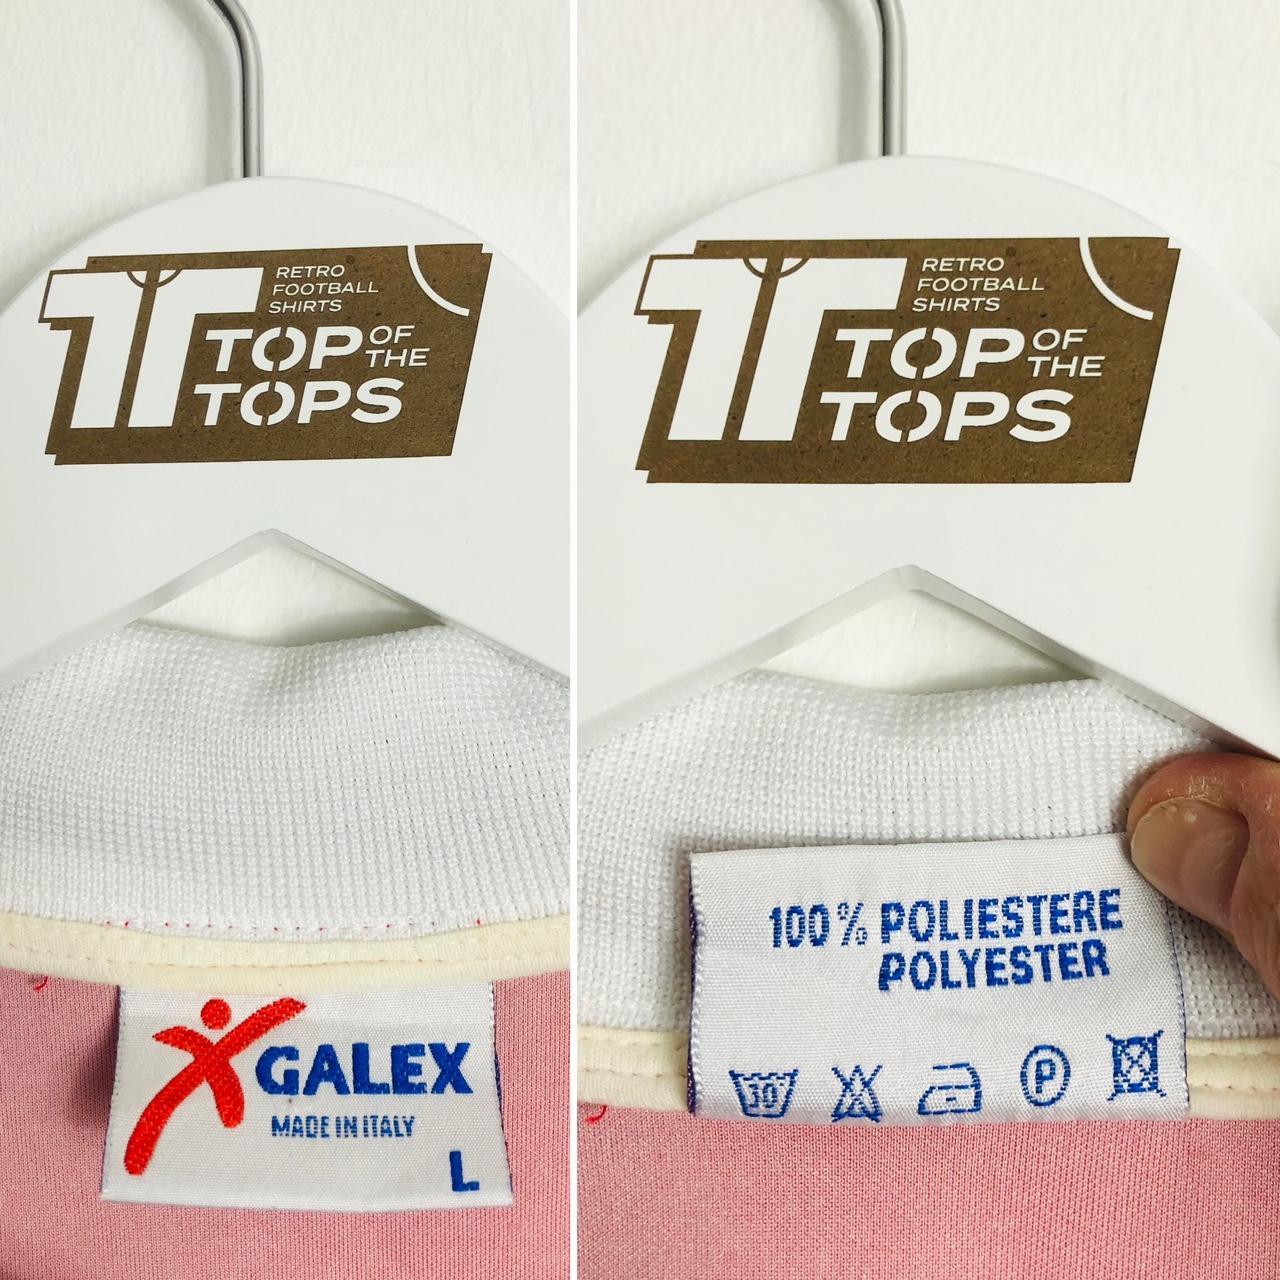 RETRO
FOOTBALL
SHIRTS
TOP OF THE
TOPS
GALEX
MADE IN ITALY
L
RETRO
FOOTBALL
SHIRTS
TOP OF THE
TOPS
100% POLIESTERE
POLYESTER
30
P